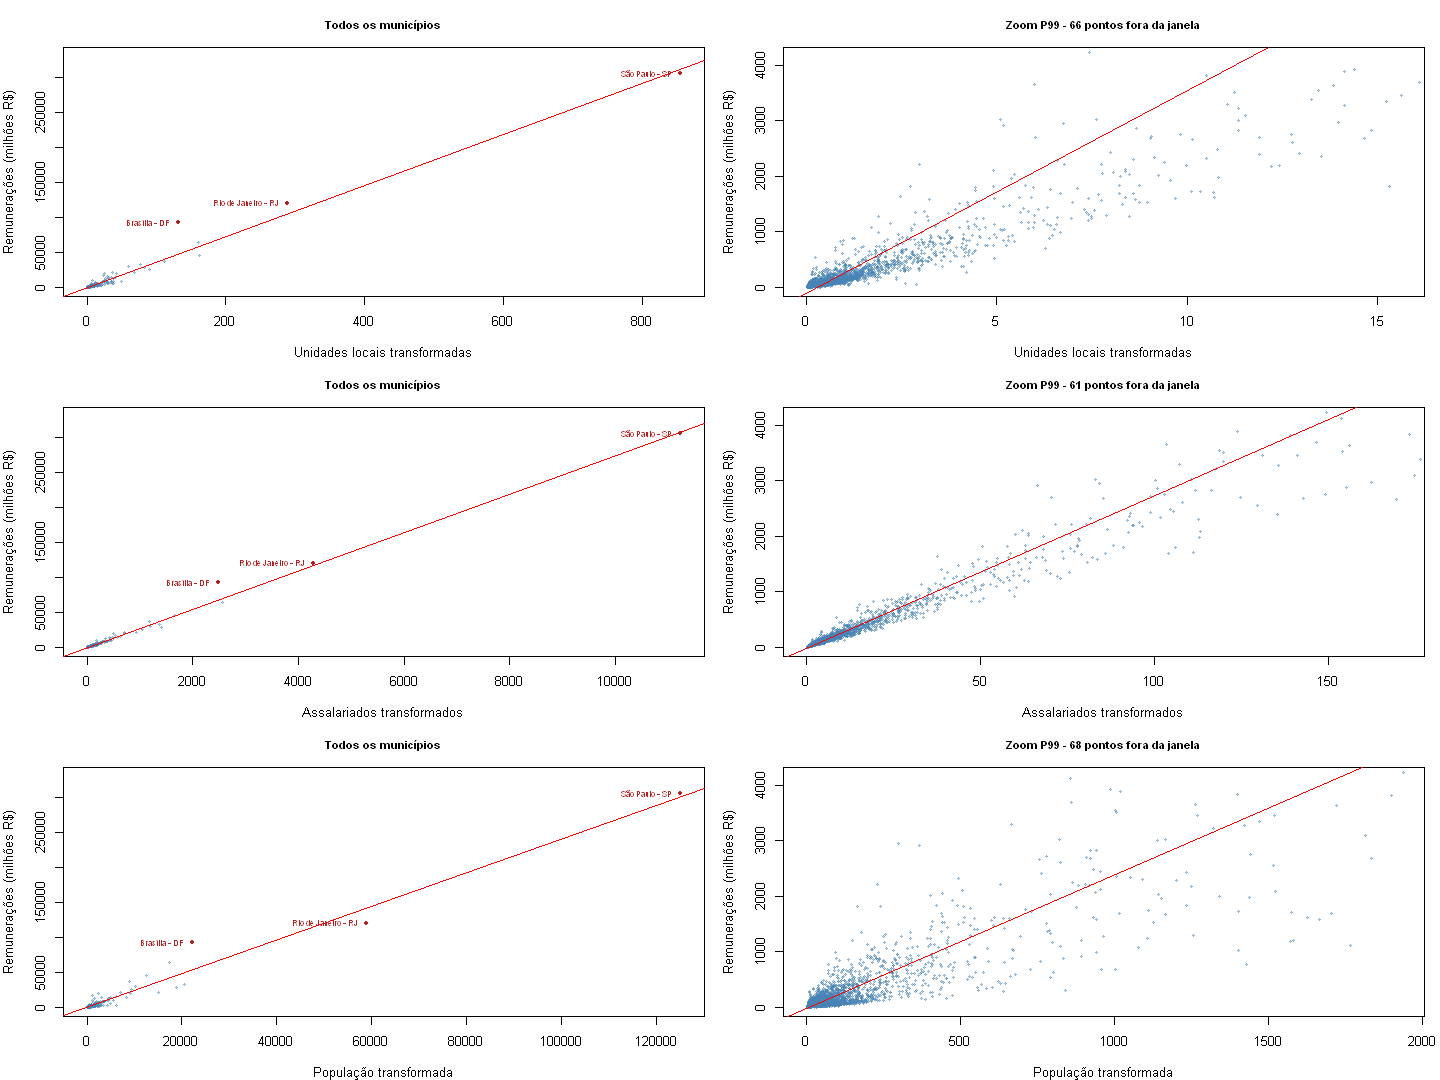 Todos os municípios
Remunerações (milhões R$)
0
50000
150000
250000
São Paulo - SP
Rio de Janeiro - RJ
Brasília - DF
0 200 400 600 800
Unidades locais transformadas
Zoom P99 - 66 pontos fora da janela
Remunerações (milhões R$)
0
1000
2000
3000
4000
0 5 10 15
Unidades locais transformadas
Todos os municípios
Remunerações (milhões R$)
0
50000
150000
250000
São Paulo - SP
Rio de Janeiro - RJ
Brasília - DF
0 2000 4000 6000 8000 10000
Assalariados transformados
Zoom P99 - 61 pontos fora da janela
Remunerações (milhões R$)
0
1000
2000
3000
4000
0 50 100 150
Assalariados transformados
Todos os municípios
Remunerações (milhões R$)
0
50000
150000
250000
São Paulo - SP
Rio de Janeiro - RJ
Brasília - DF
0 20000 40000 60000 80000 100000 120000
População transformada
Zoom P99 - 68 pontos fora da janela
Remunerações (milhões R$)
0
1000
2000
3000
4000
0 500 1000 1500 2000
População transformada